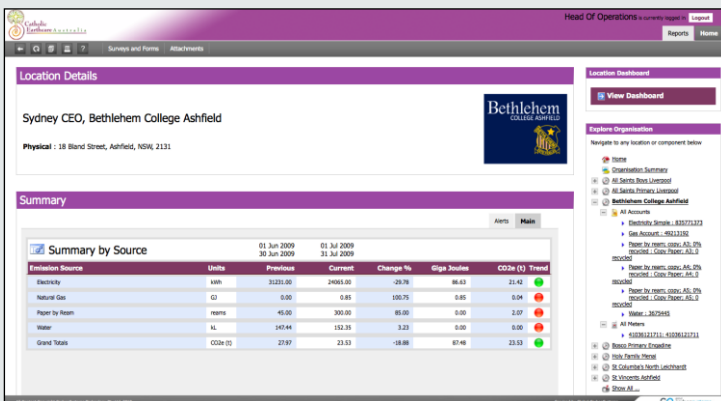 Catholic
Earthcare Australia
Head Of Operations is currently logged in Logout
Reports Home
Surveys and Forms Attachments
Location Details
Sydney CEO, Bethlehem College Ashfield
Physical : 18 Bland Street, Ashfield, NSW, 2131
Bethlehem
COLLEGE ASHFIELD
Summary
Alerts Main
Summary by Source 01 Jun 2009 01 Jul 2009
30 Jun 2009 31 Jul 2009
Emission Source Units Previous Current Change % Giga Joules CO2e (t) Trend
Electricity kWh 31231.00 24065.00 -29.78 86.63 21.42
Natural Gas GJ 0.00 0.85 100.75 0.85 0.04
Paper by Ream reams 45.00 300.00 85.00 0.00 2.07
Water kL 147.44 152.35 3.23 0.00 0.00
Grand Totals CO2e (t) 27.97 23.53 -18.88 87.48 23.53
Location Dashboard
View Dashboard
Explore Organisation
Navigate to any location or component below
Home
Organisation Summary
All Saints Boys Liverpool
All Saints Primary Liverpool
Bethlehem College Ashfield
All Accounts
Electricity Simple : 835771373
Gas Account : 49213192
Paper by ream; copy; A3; 0%
recycled : Copy Paper; A3; 0
recycled
Paper by ream; copy; A4; 0%
recycled : Copy Paper; A4; 0
recycled
Paper by ream; copy; A5; 0%
recycled : Copy Paper; A5; 0
recycled
Water : 3675445
All Meters
41036121711: 41036121711
Bosco Primary Engadine
Holy Family Menai
St Columba's North Leichhardt
St Vincents Ashfield
Show All ...